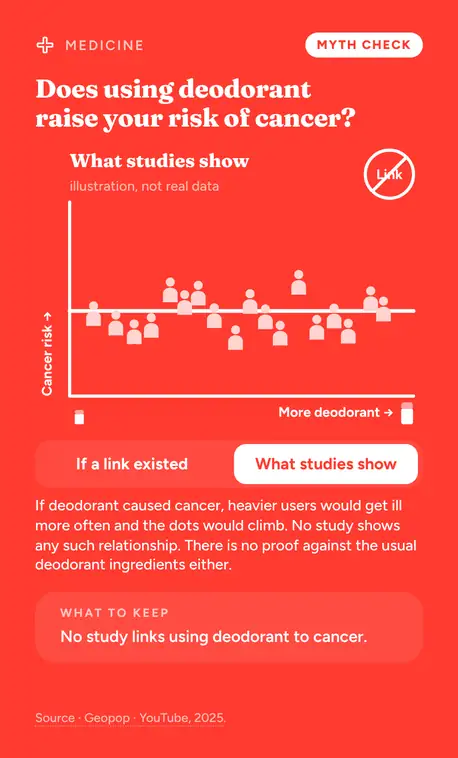 MEDICINE
MYTH CHECK
Does using deodorant
raise your risk of cancer?
What studies show
illustration, not real data
Link
Cancer risk →
More deodorant →
If a link existed
What studies show
If deodorant caused cancer, heavier users would get ill
more often and the dots would climb. No study shows
any such relationship. There is no proof against the usual
deodorant ingredients either.
WHAT TO KEEP
No study links using deodorant to cancer.
Source · Geopop · YouTube, 2025.